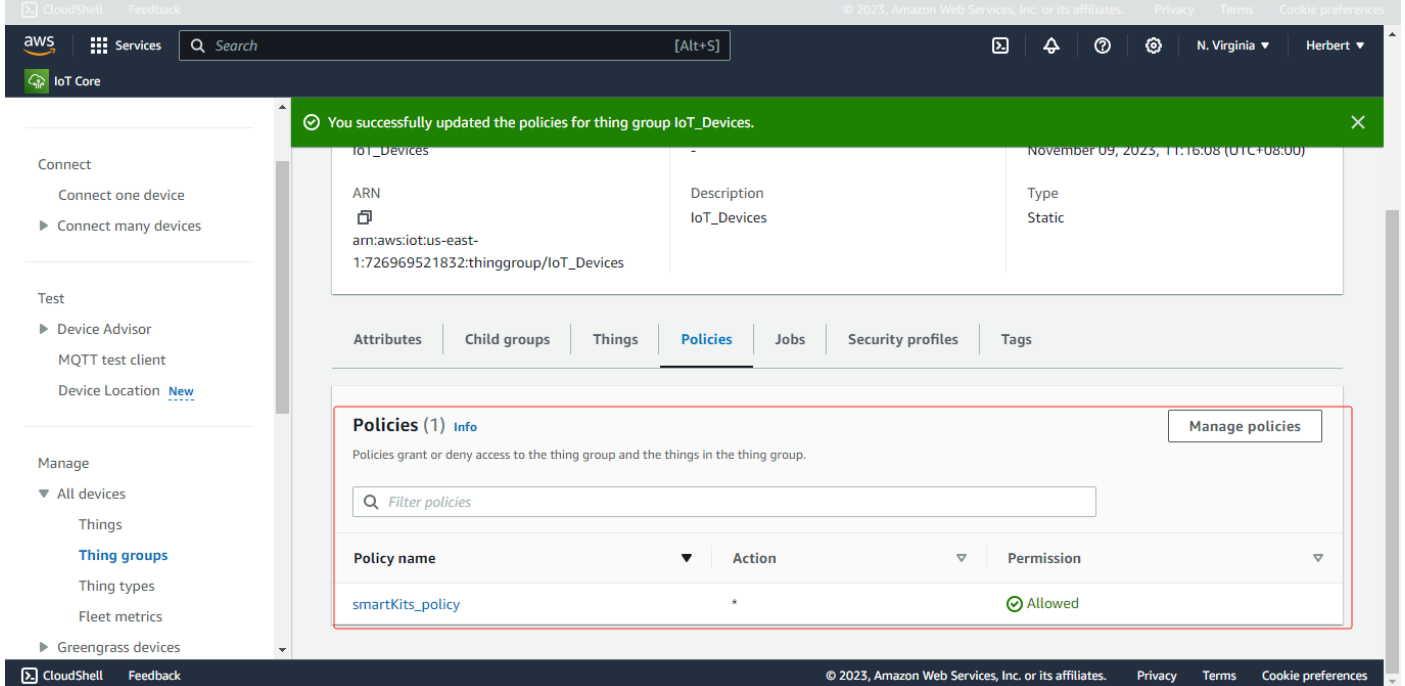 CloudShell Feedback © 2023, Amazon Web Services, Inc. or its affiliates. Privacy Terms Cookie preferences
aws Services Search [Alt+S] N. Virginia Herbert
IoT Core
You successfully updated the policies for thing group IoT_Devices.
Connect
Connect one device
Connect many devices
Test
Device Advisor
MQTT test client
Device Location New
Manage
All devices
Things
Thing groups
Thing types
Fleet metrics
Greengrass devices
IoT_Devices - November 09, 2023, 11:16:08 (UTC+08:00)
ARN Description Type
IoT_Devices Static
arn:aws:iot:us-east-
1:726969521832:thinggroup/IoT_Devices
Attributes Child groups Things Policies Jobs Security profiles Tags
Policies (1) Info Manage policies
Policies grant or deny access to the thing group and the things in the thing group.
Filter policies
Policy name Action Permission
smartKits_policy * Allowed
CloudShell Feedback © 2023, Amazon Web Services, Inc. or its affiliates. Privacy Terms Cookie preferences